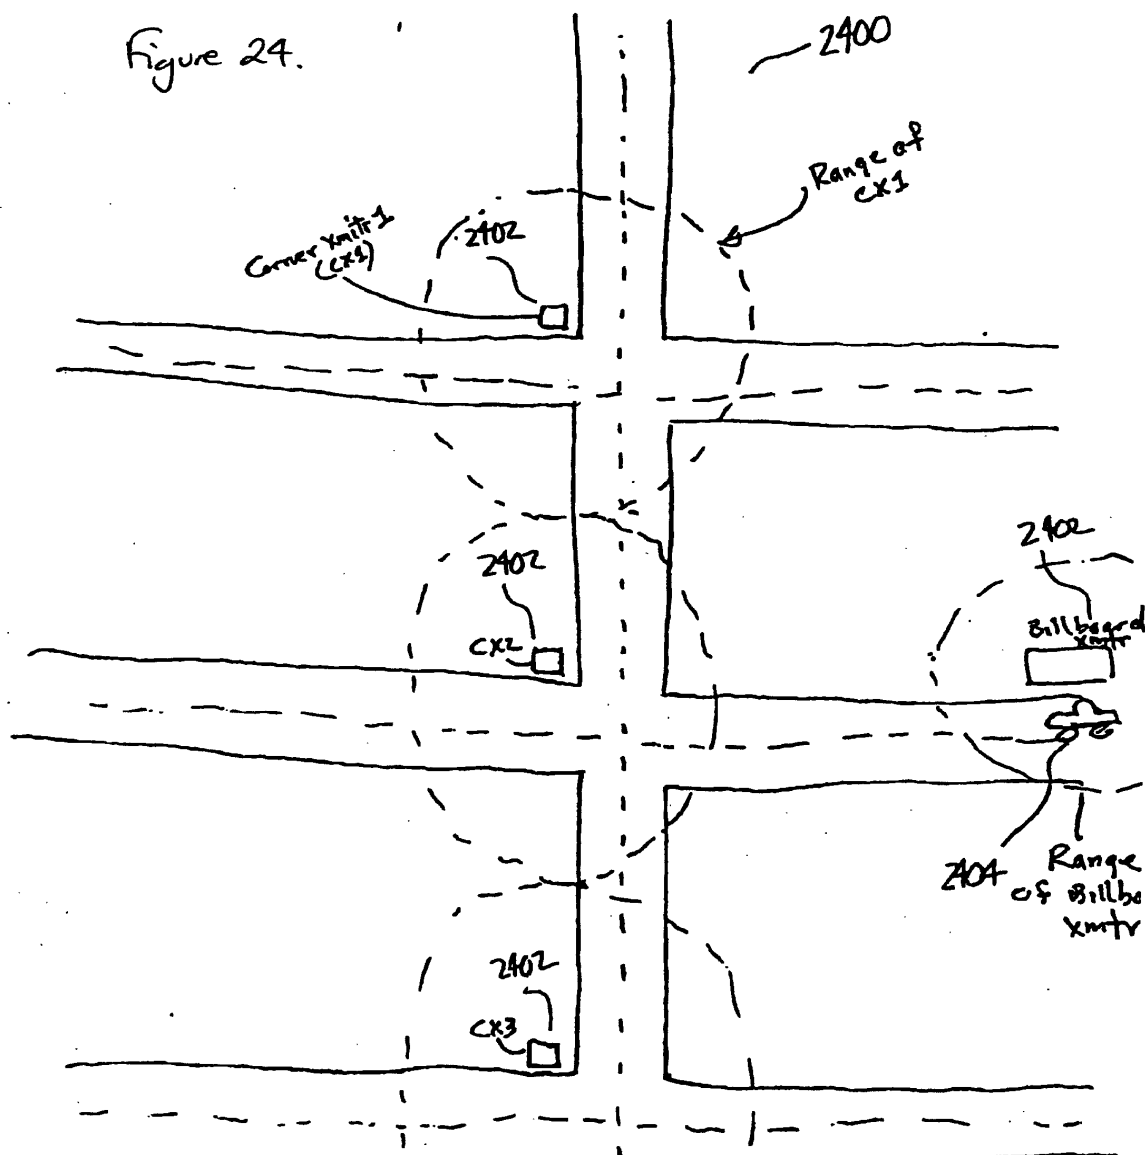 Figure 24.
2400
Range of
CX1
Corner Xmitr 1
(CX1)
2402
2402
Billboard
xmtr
2402
CX2
2404
Range
of Billbo
xmtr
2402
CX3